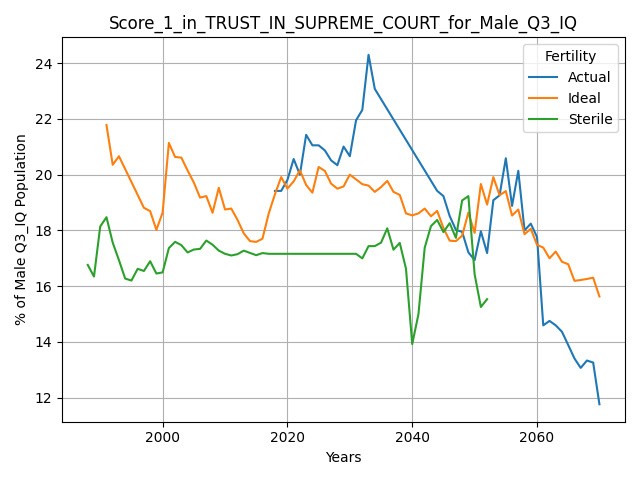 Score_1_in_TRUST_IN_SUPREME_COURT_for_Male_Q3_IQ
Fertility
Actual
Ideal
Sterile
% of Male Q3_IQ Population
24
22
20
18
16
14
12
2000
2020
2040
2060
Years